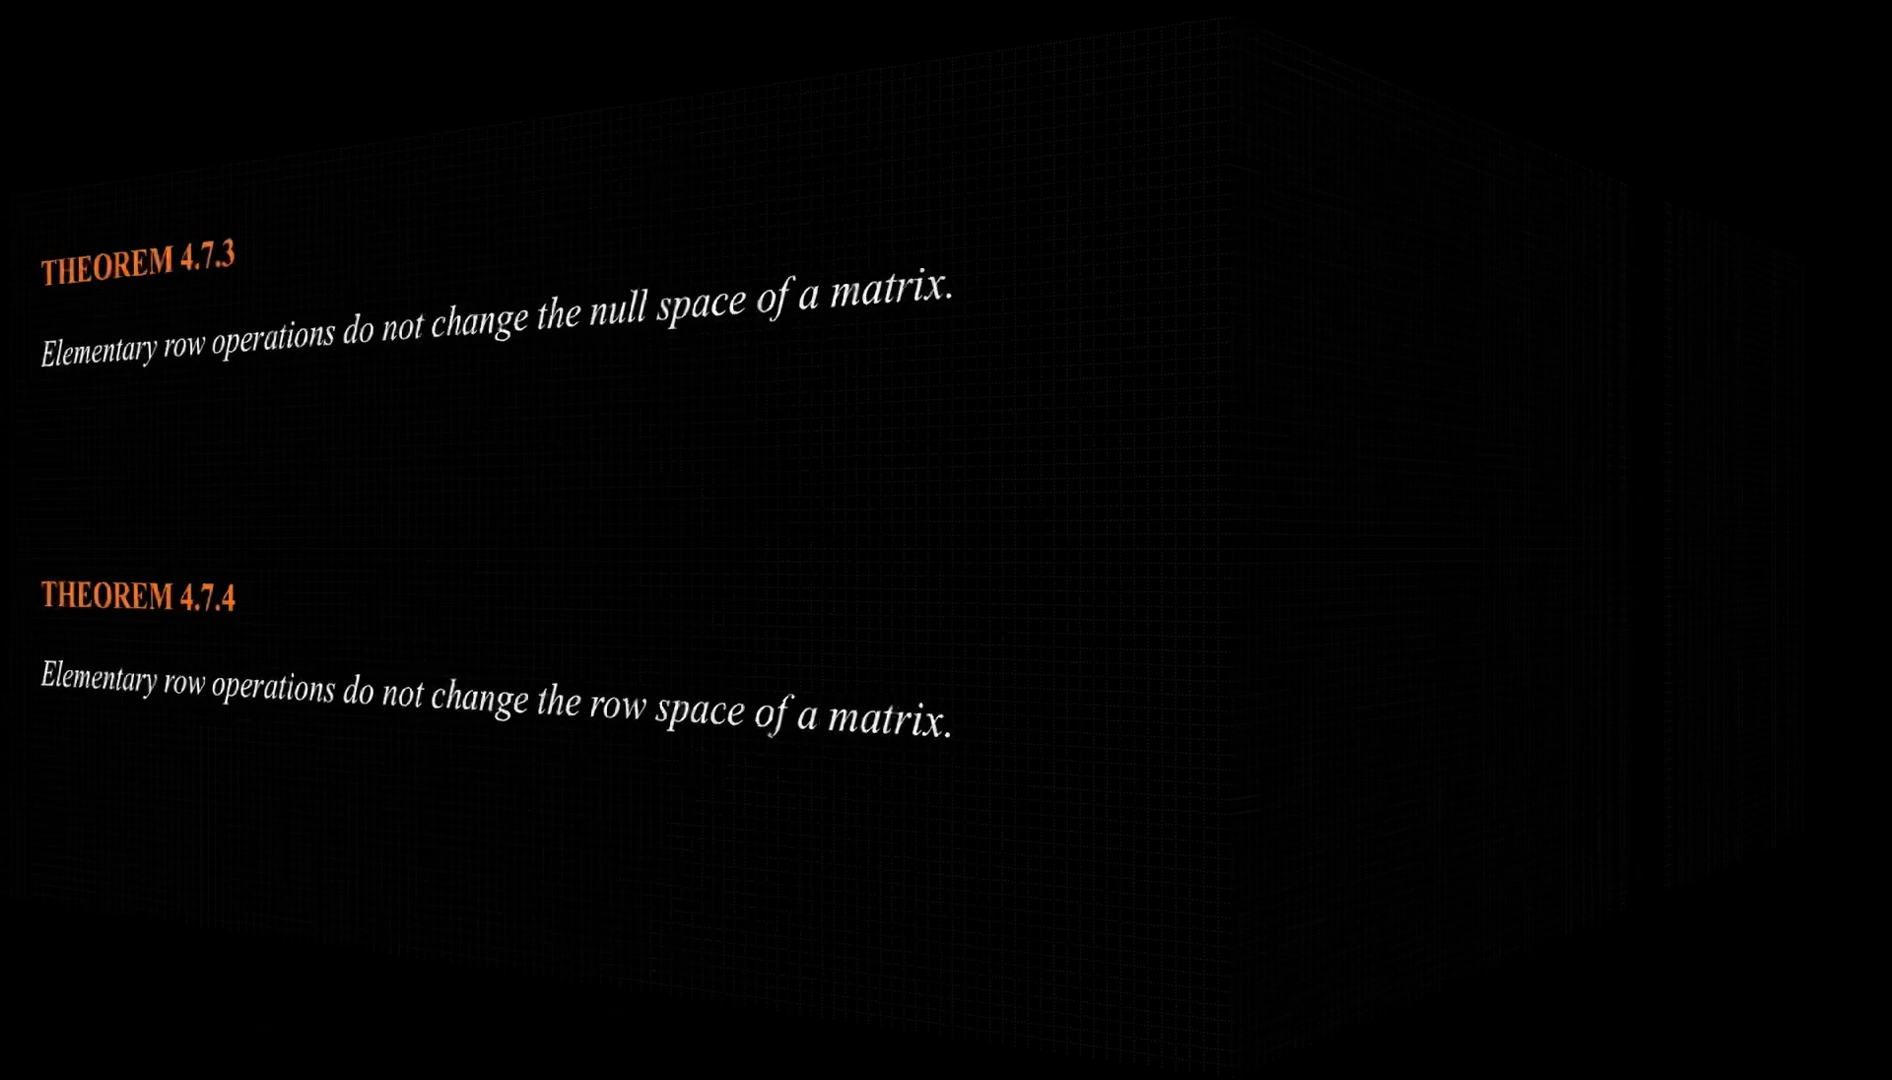 THEOREM 4.7.3
Elementary row operations do not change the null space of a matrix.
THEOREM 4.7.4
Elementary row operations do not change the row space of a matrix.